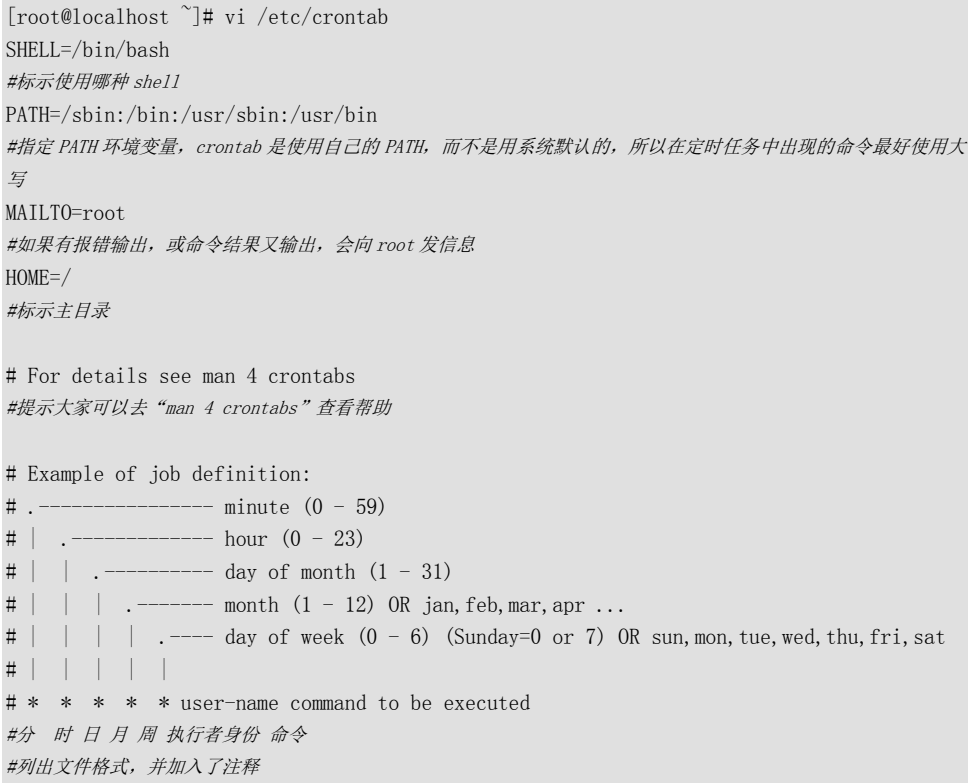 [root@localhost ~]# vi /etc/crontab
SHELL=/bin/bash
#标示使用哪种 shell
PATH=/sbin:/bin:/usr/sbin:/usr/bin
#指定 PATH 环境变量，crontab 是使用自己的 PATH，而不是用系统默认的，所以在定时任务中出现的命令最好使用大
写
MAILTO=root
#如果有报错输出，或命令结果又输出，会向 root 发信息
HOME=/
#标示主目录
# For details see man 4 crontabs
#提示大家可以去“man 4 crontabs”查看帮助
# Example of job definition:
# .---------------- minute (0 - 59)
# | .------------- hour (0 - 23)
# | | .---------- day of month (1 - 31)
# | | | .------- month (1 - 12) OR jan,feb,mar,apr ...
# | | | | .---- day of week (0 - 6) (Sunday=0 or 7) OR sun,mon,tue,wed,thu,fri,sat
# | | | | |
# * * * * * user-name command to be executed
#分 时 日 月 周 执行者身份 命令
#列出文件格式，并加入了注释